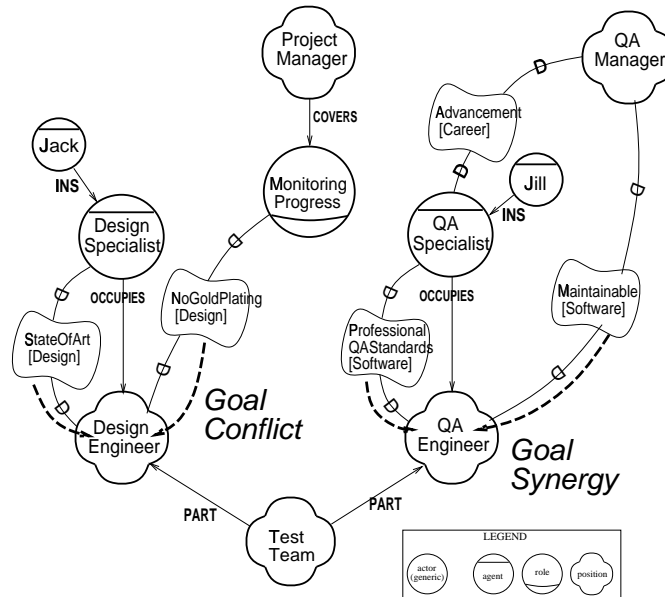 Project
Manager
QA
Manager
COVERS
Advancement
[Career]
D
D
Jack
INS
Monitoring
Progress
Jill
INS
D
Design
Specialist
QA
Specialist
D
D
OCCUPIES
NoGoldPlating
[Design]
D
OCCUPIES
Maintainable
[Software]
StateOfArt
[Design]
Professional
QAStandards
[Software]
D
D
D
D
D
Goal
Conflict
Design
Engineer
QA
Engineer
Goal
Synergy
PART
PART
Test
Team
LEGEND
actor
(generic)
agent
role
position